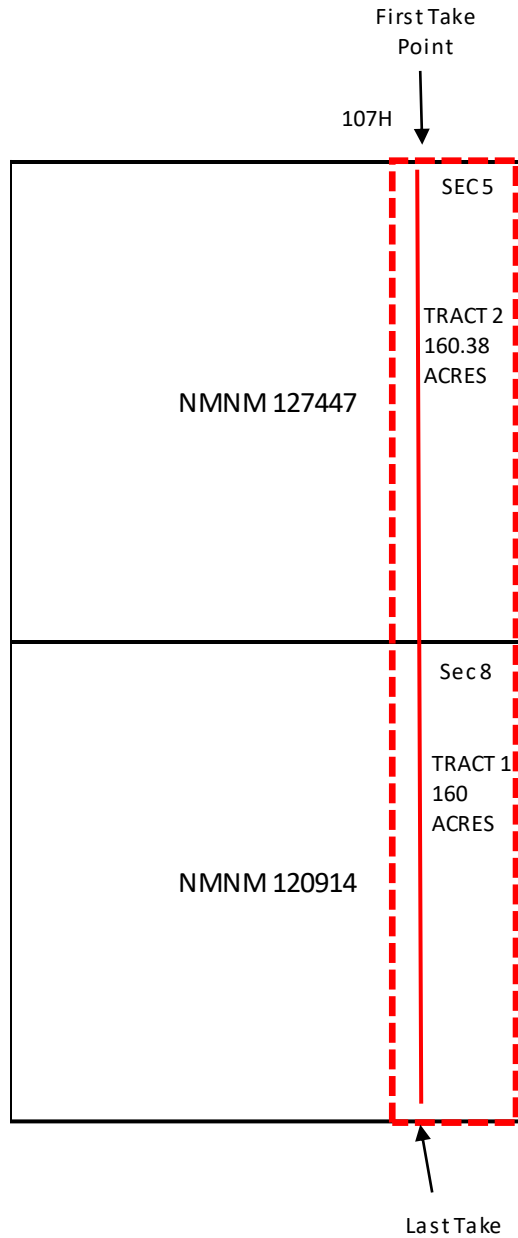 First Take
Point
107H
SEC 5
TRACT 2
160.38
ACRES
NMNM 127447
Sec 8
TRACT 1
160
ACRES
NMNM 120914
Last Take